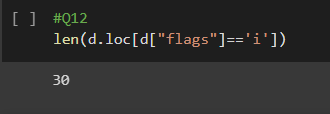 [ ] #Q12
len(d.loc[d["flags"]=='i'])
30